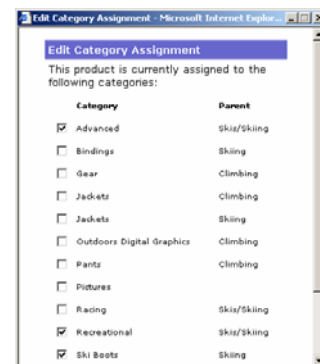 Edit Category Assignment - Microsoft Internet Explor...
Edit Category Assignment
This product is currently assigned to the
following categories:
Category Parent
Advanced Skis/Skiing
Bindings Skiing
Gear Climbing
Jackets Climbing
Jackets Skiing
Outdoors Digital Graphics Climbing
Pants Climbing
Pictures
Racing Skis/Skiing
Recreational Skis/Skiing
Ski Boots Skiing